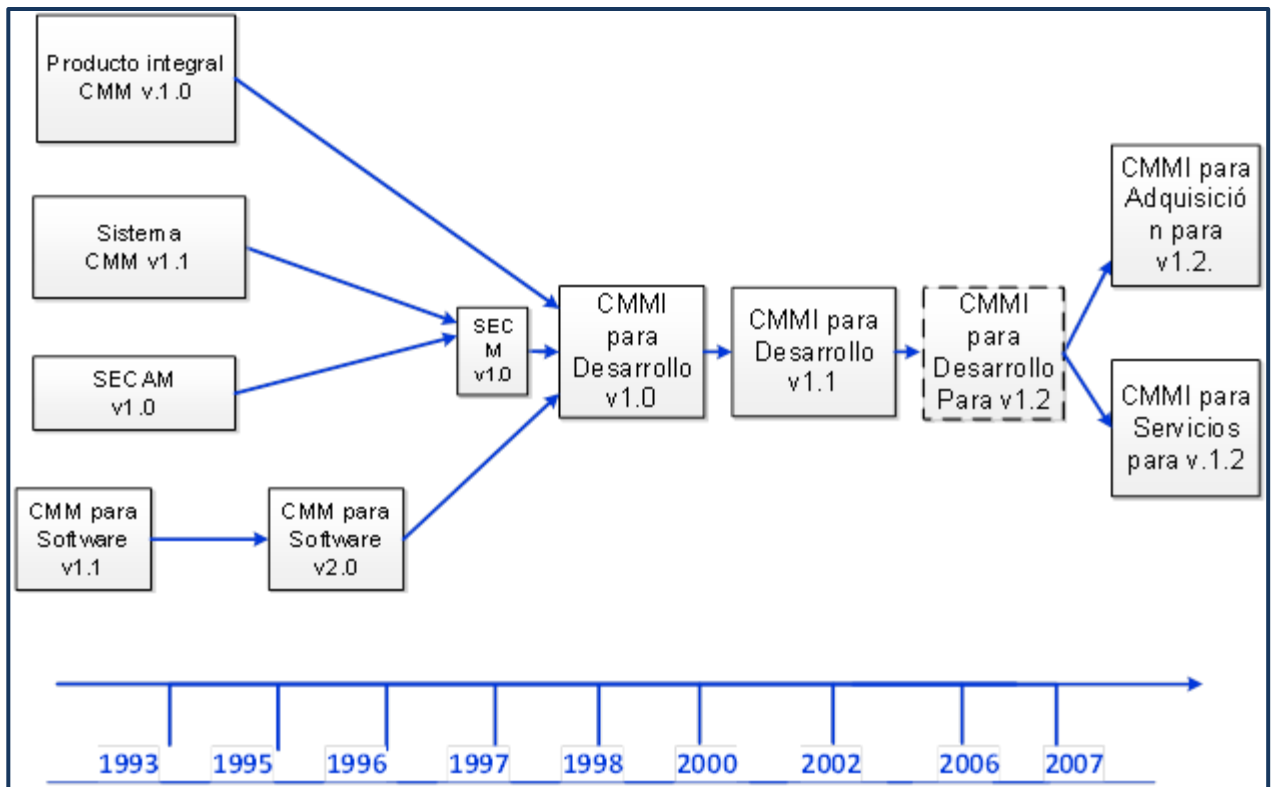 Producto integral
CMM v.1.0
Sistema
CMM v1.1
SECAM
v1.0
CMM para
Software
v1.1
CMM para
Software
v2.0
SEC
M
v1.0
CMMI
para
Desarrollo
v1.0
CMMI para
Desarrollo
v1.1
CMMI
para
Desarrollo
Para v1.2
CMMI para
Adquisició
n para
v1.2.
CMMI para
Servicios
para v.1.2
1993 1995 1996 1997 1998 2000 2002 2006 2007